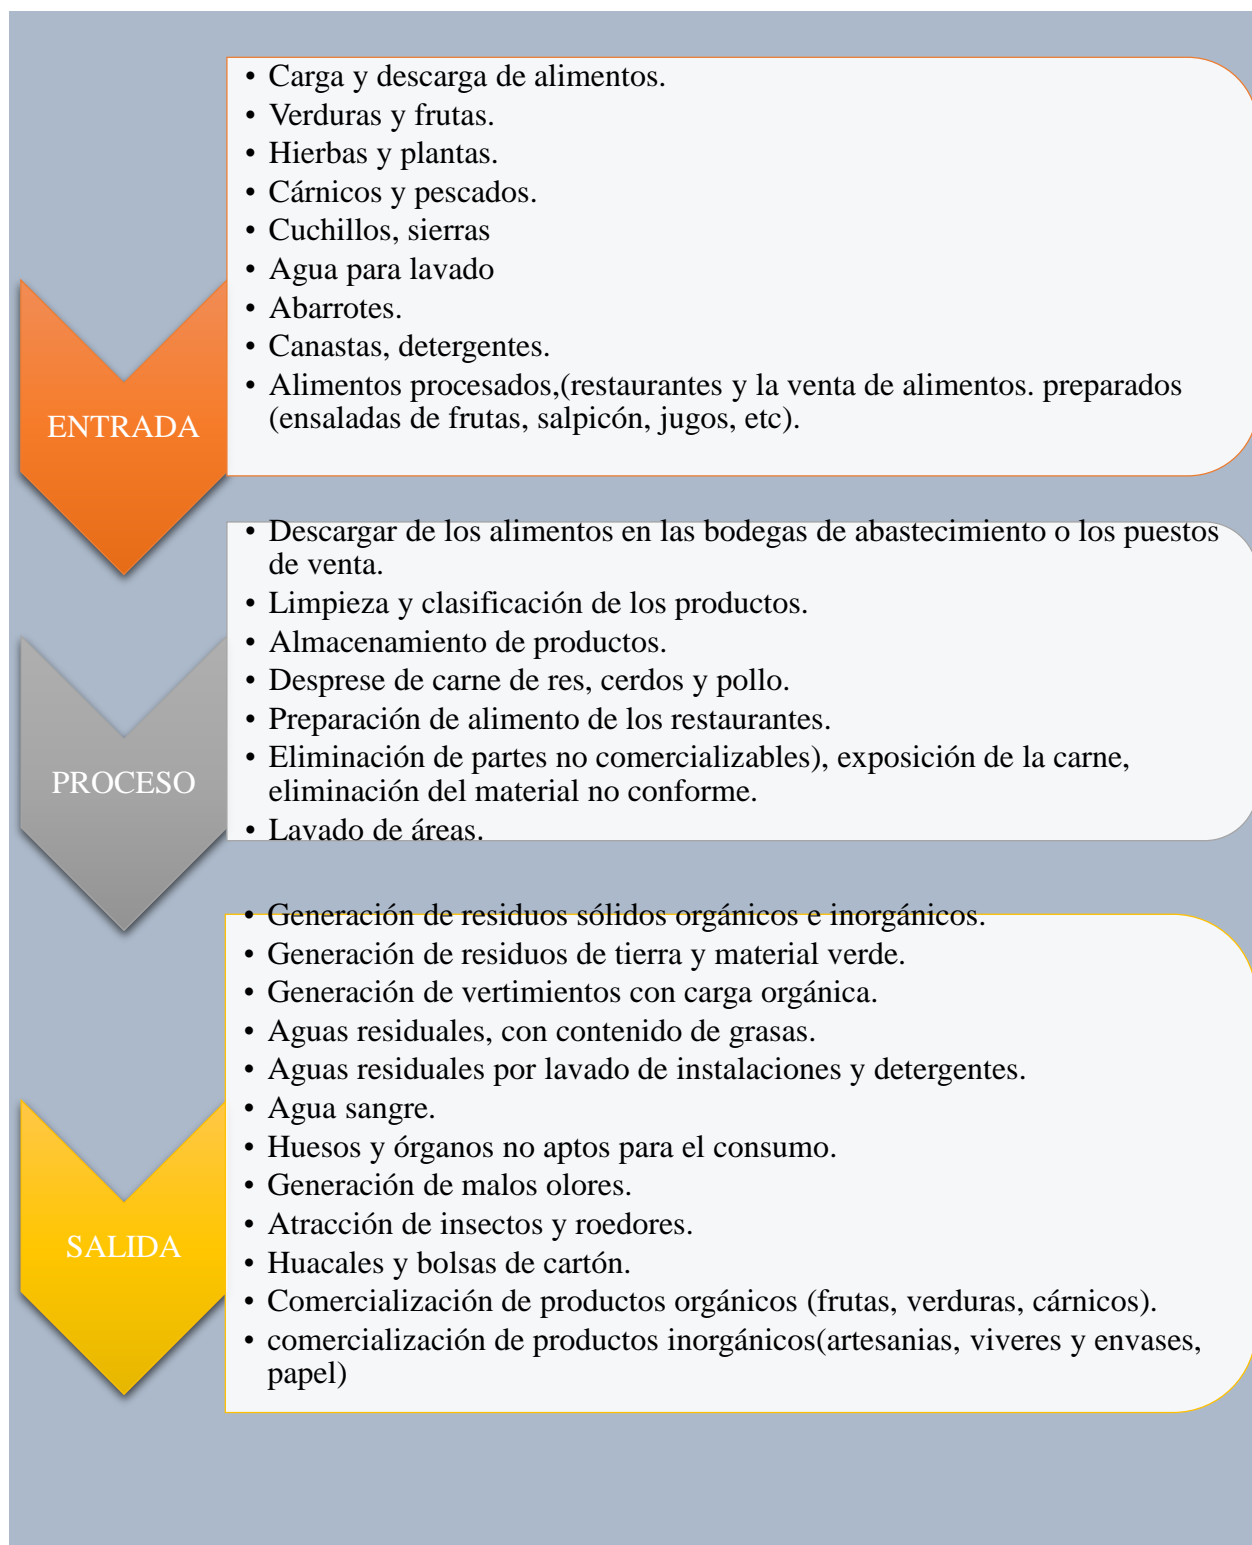 • Carga y descarga de alimentos.
• Verduras y frutas.
• Hierbas y plantas.
• Cárnicos y pescados.
• Cuchillos, sierras
• Agua para lavado
• Abarrotes.
• Canastas, detergentes.
• Alimentos procesados,(restaurantes y la venta de alimentos. preparados
(ensaladas de frutas, salpicón, jugos, etc).
ENTRADA
• Descargar de los alimentos en las bodegas de abastecimiento o los puestos
de venta.
• Limpieza y clasificación de los productos.
• Almacenamiento de productos.
• Desprese de carne de res, cerdos y pollo.
• Preparación de alimento de los restaurantes.
• Eliminación de partes no comercializables), exposición de la carne,
eliminación del material no conforme.
• Lavado de áreas.
PROCESO
• Generación de residuos sólidos orgánicos e inorgánicos.
• Generación de residuos de tierra y material verde.
• Generación de vertimientos con carga orgánica.
• Aguas residuales, con contenido de grasas.
• Aguas residuales por lavado de instalaciones y detergentes.
• Agua sangre.
• Huesos y órganos no aptos para el consumo.
• Generación de malos olores.
• Atracción de insectos y roedores.
• Huacales y bolsas de cartón.
• Comercialización de productos orgánicos (frutas, verduras, cárnicos).
• comercialización de productos inorgánicos(artesanias, viveres y envases,
papel)
SALIDA